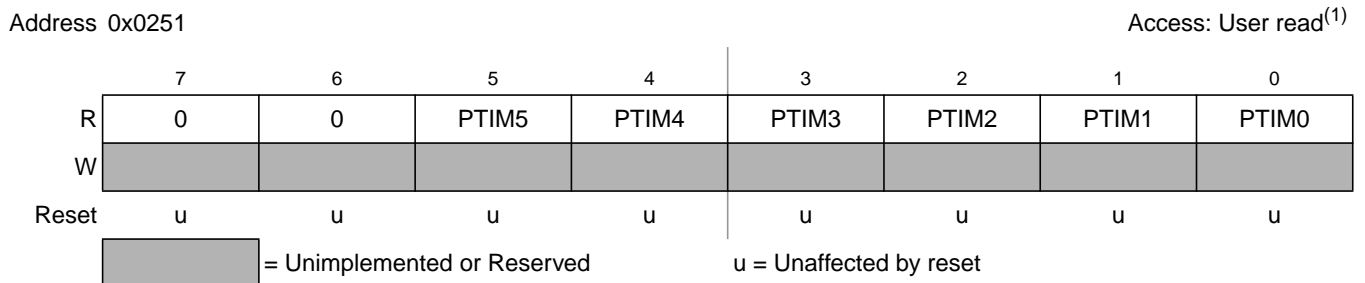 Address 0x0251 Access: User read(1)
7 6 5 4 3 2 1 0
R 0 0 PTIM5 PTIM4 PTIM3 PTIM2 PTIM1 PTIM0
W
Reset u u u u u u u u
= Unimplemented or Reserved u = Unaffected by reset